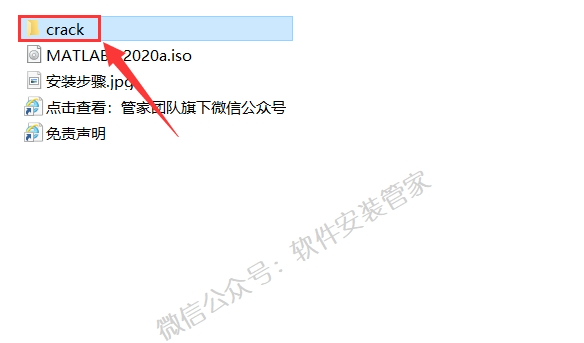 crack
MATLAB 2020a.iso
安装步骤.jpg
点击查看：管家团队旗下微信公众号
免责声明
微信公众号：软件安装管家